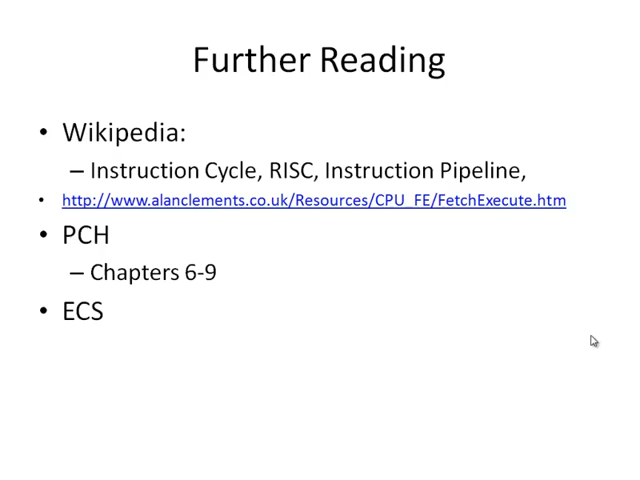 Further Reading
• Wikipedia:
– Instruction Cycle, RISC, Instruction Pipeline,
• http://www.alanclements.co.uk/Resources/CPU_FE/FetchExecute.htm
• PCH
– Chapters 6-9
• ECS